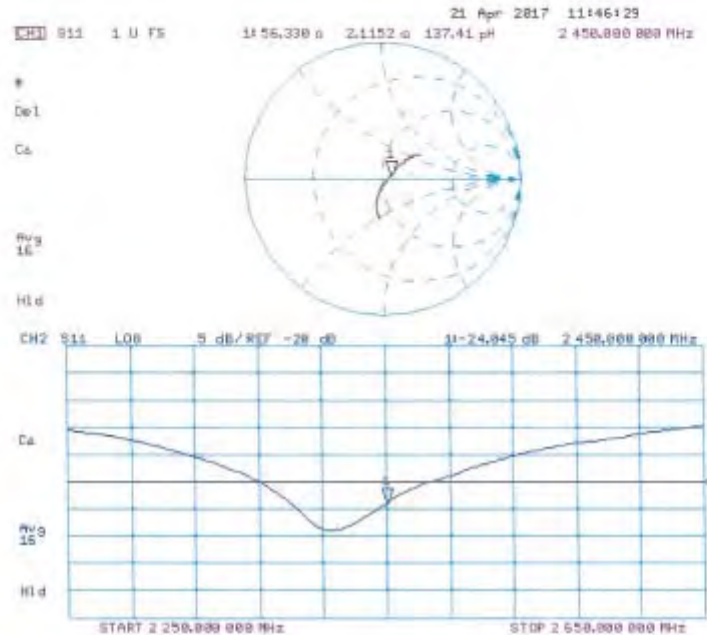 21 Apr 2017 11:46:29
CH1 S11 1 U FS 1: 56.330 Ω 2.1152 Ω 137.41 pH 2 450.000 000 MHz
*
Del
CΔ
Avg
16
Hld
CH2 S11 LOG 5 dB/REF -20 dB 1:-24.045 dB 2 450.000 000 MHz
CΔ
Avg
16
Hld
START 2 250.000 000 MHz STOP 2 650.000 000 MHz